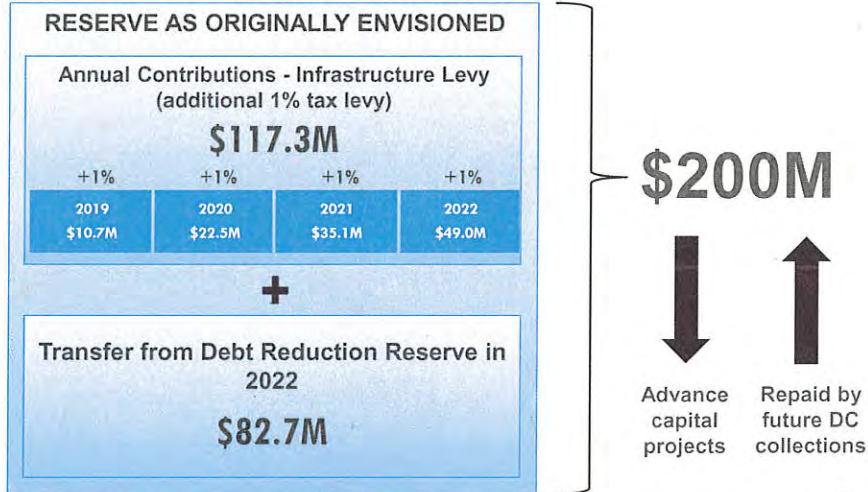 RESERVE AS ORIGINALLY ENVISIONED
Annual Contributions - Infrastructure Levy
(additional 1% tax levy)
$117.3M
+1% +1% +1% +1%
2019 2020 2021 2022
$10.7M $22.5M $35.1M $49.0M
+
Transfer from Debt Reduction Reserve in
2022
$82.7M
$200M
Advance
capital
projects
Repaid by
future DC
collections